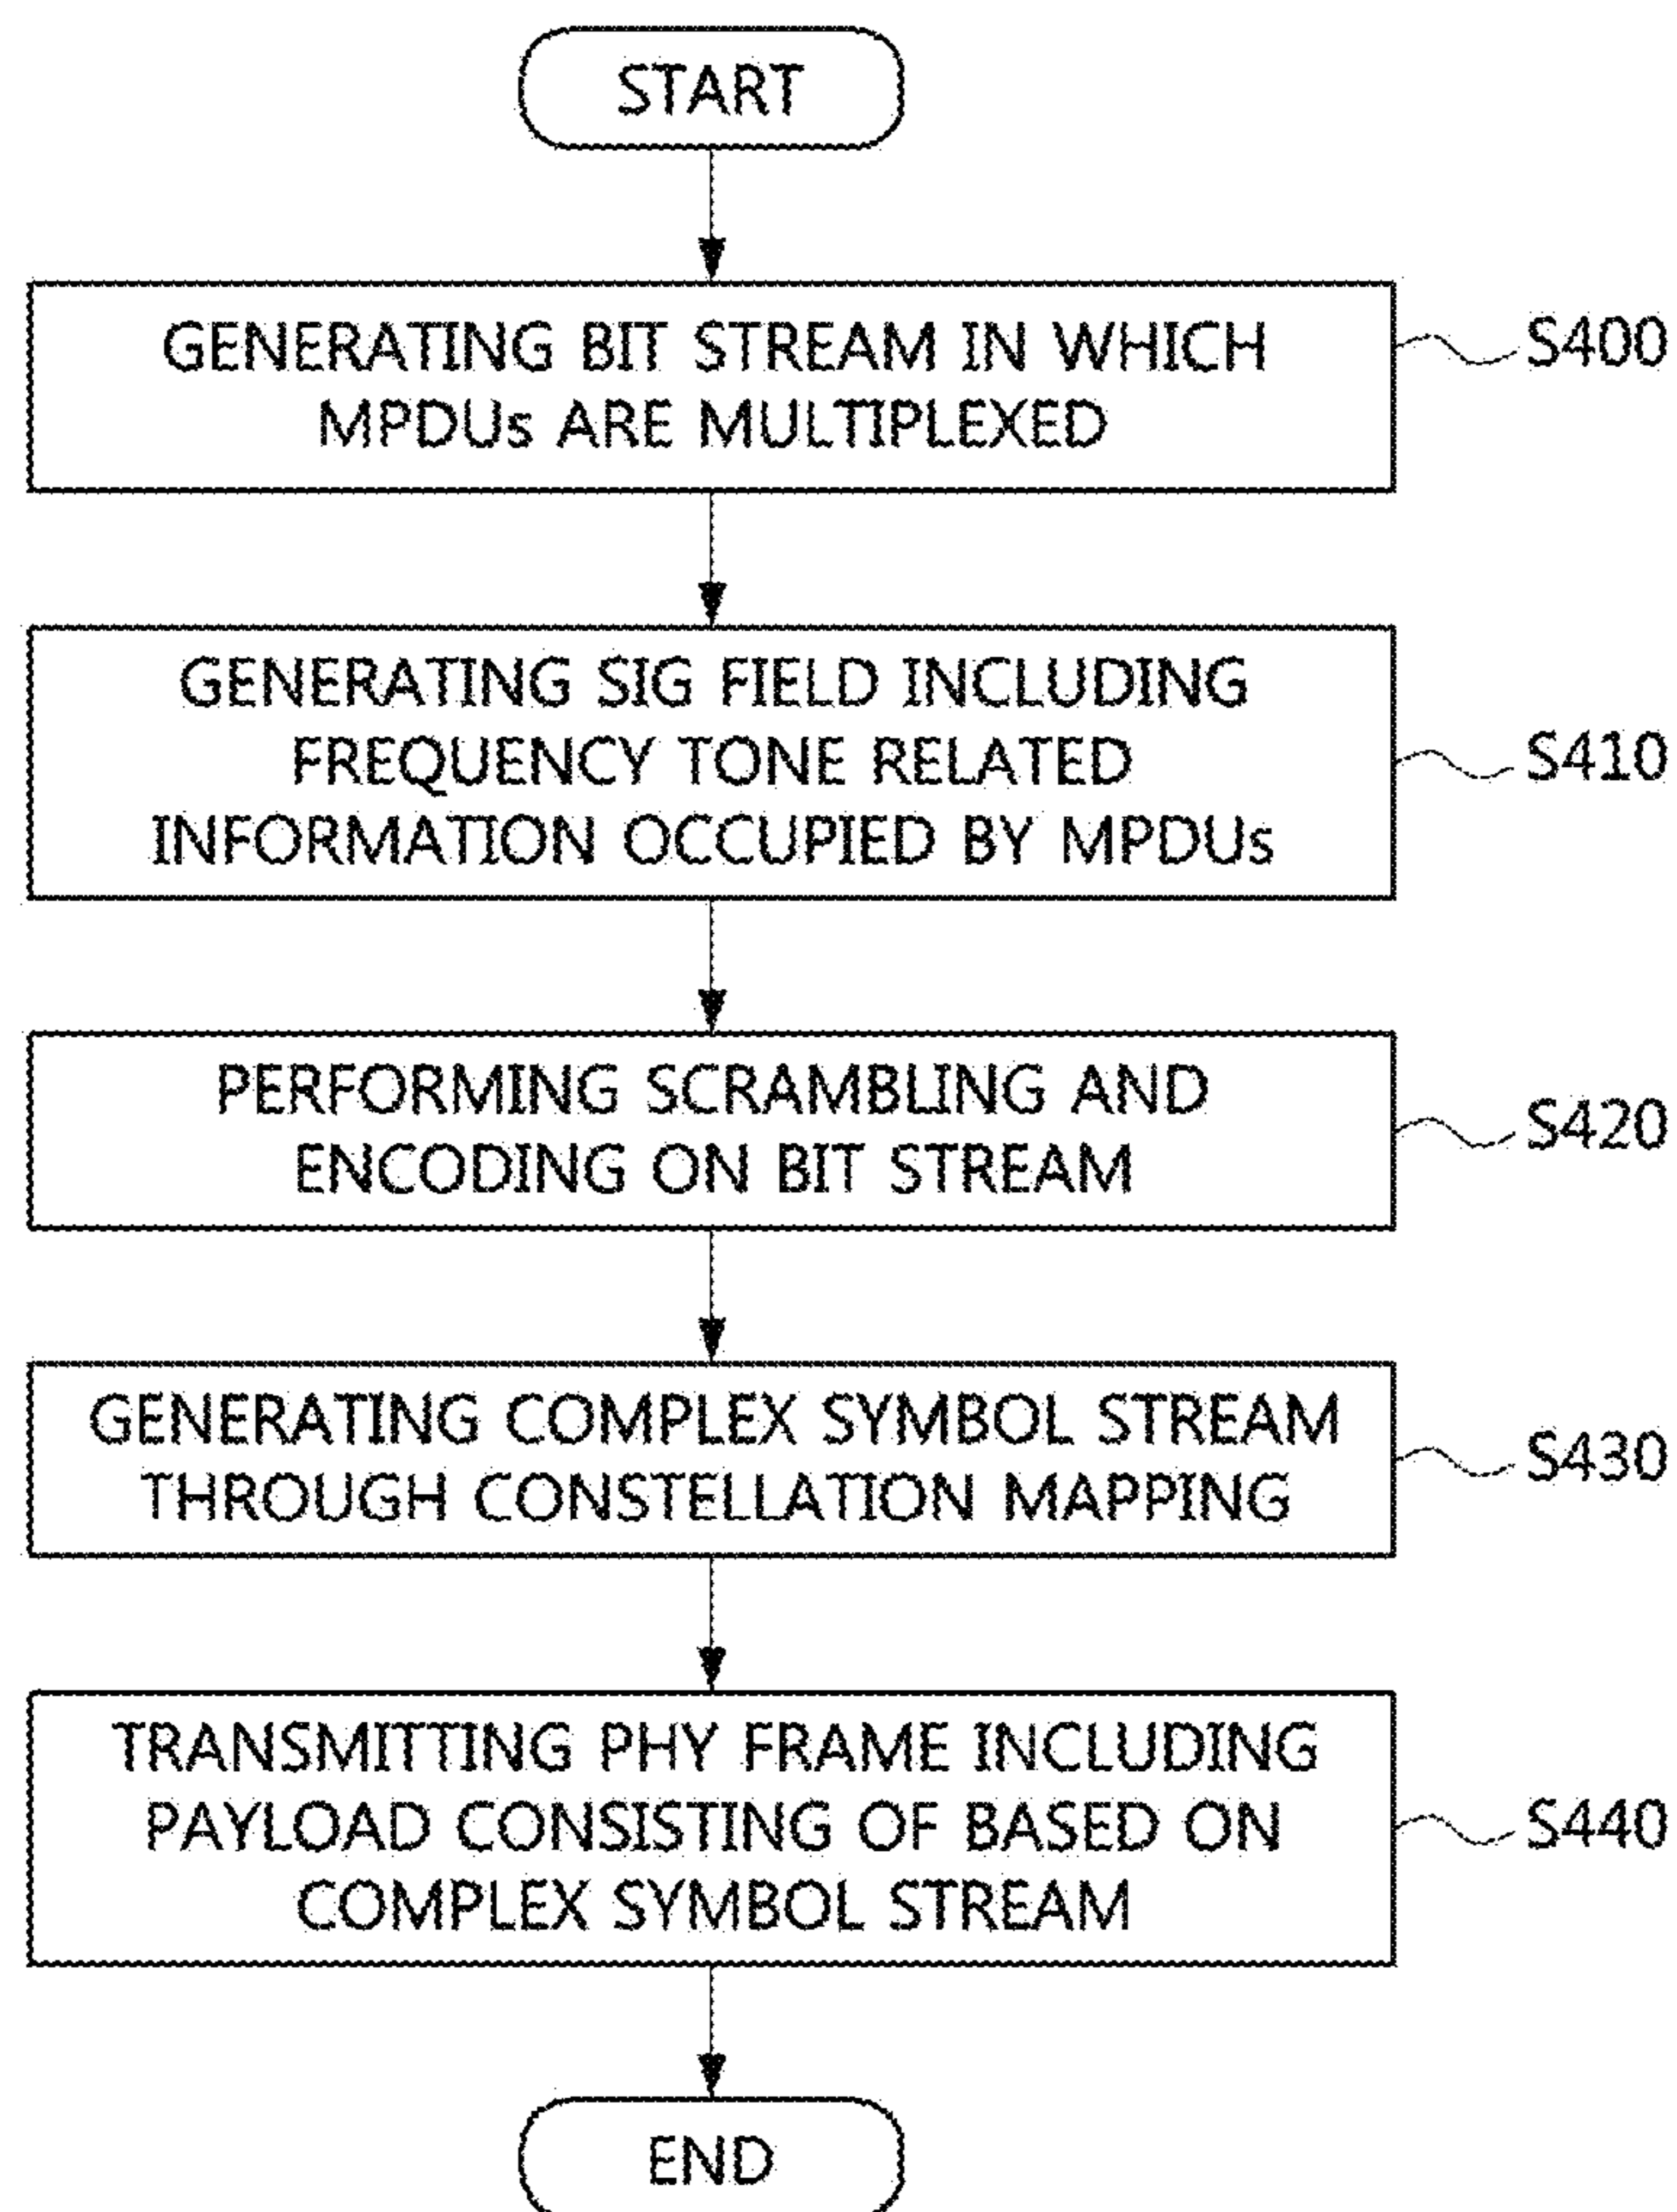 START
GENERATING BIT STREAM IN WHICH
MPDUs ARE MULTIPLEXED
S400
GENERATING SIG FIELD INCLUDING
FREQUENCY TONE RELATED
INFORMATION OCCUPIED BY MPDUs
S410
PERFORMING SCRAMBLING AND
ENCODING ON BIT STREAM
S420
GENERATING COMPLEX SYMBOL STREAM
THROUGH CONSTELLATION MAPPING
S430
TRANSMITTING PHY FRAME INCLUDING
PAYLOAD CONSISTING OF BASED ON
COMPLEX SYMBOL STREAM
S440
END